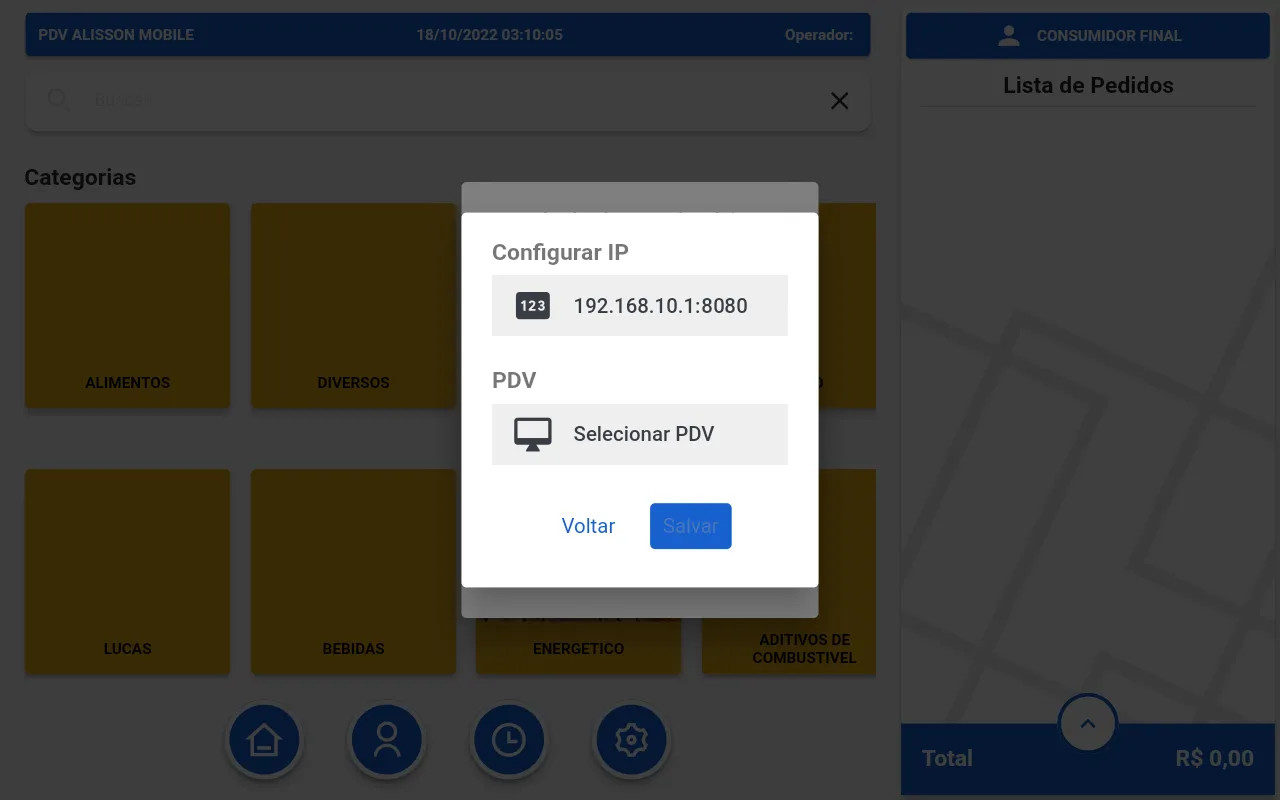 PDV ALISSON MOBILE 18/10/2022 03:10:05 Operador:
CONSUMIDOR FINAL
Lista de Pedidos
Categorias
ALIMENTOS
DIVERSOS
Configurar IP
123 192.168.10.1:8080
PDV
Selecionar PDV
Voltar Salvar
LUCAS
BEBIDAS
ENERGETICO
ADITIVOS DE
COMBUSTIVEL
Total R$ 0,00